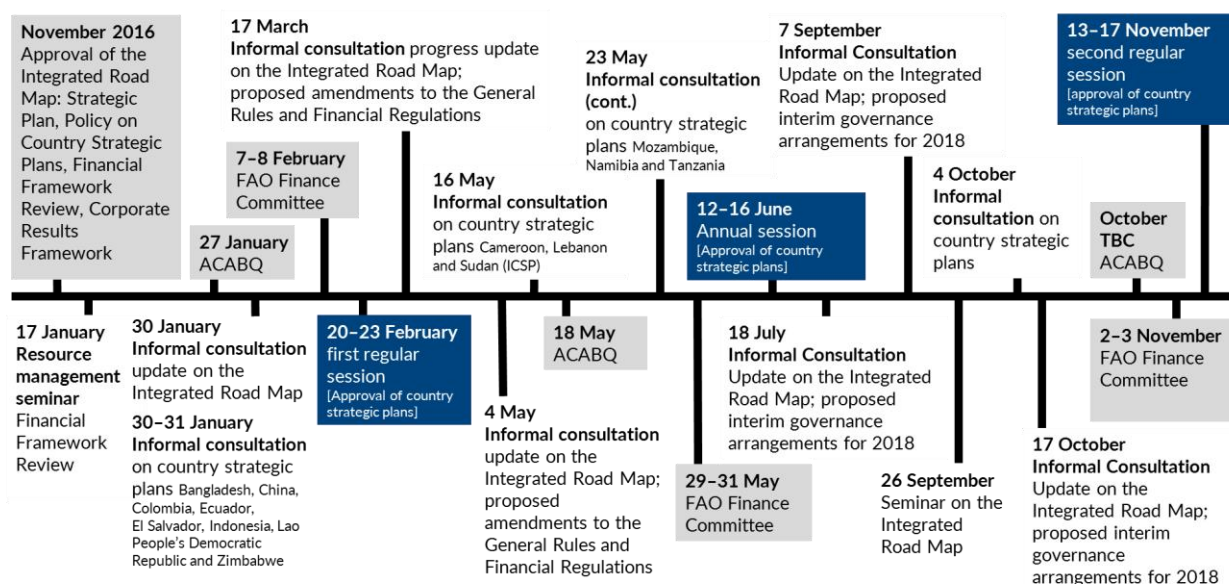 November 2016
Approval of the
Integrated Road
Map: Strategic
Plan, Policy on
Country Strategic
Plans, Financial
Framework
Review, Corporate
Results
Framework
27 January
ACABQ
7–8 February
FAO Finance
Committee
17 March
Informal consultation progress update
on the Integrated Road Map;
proposed amendments to the General
Rules and Financial Regulations
16 May
Informal consultation
on country strategic
plans Cameroon, Lebanon
and Sudan (ICSP)
23 May
Informal consultation
(cont.)
on country strategic
plans Mozambique,
Namibia and Tanzania
12–16 June
Annual session
[Approval of country
strategic plans]
7 September
Informal Consultation
Update on the Integrated
Road Map; proposed
interim governance
arrangements for 2018
4 October
Informal
consultation on
country strategic
plans
October
TBC
ACABQ
13–17 November
second regular
session
[approval of country
strategic plans]
17 January
Resource
management
seminar
Financial
Framework
Review
30 January
Informal consultation
update on the
Integrated Road Map
30–31 January
Informal consultation
on country strategic
plans Bangladesh, China,
Colombia, Ecuador,
El Salvador, Indonesia, Lao
People's Democratic
Republic and Zimbabwe
20–23 February
first regular
session
[Approval of country
strategic plans]
4 May
Informal consultation
update on the
Integrated Road Map;
proposed
amendments to the
General Rules and
Financial Regulations
18 May
ACABQ
29–31 May
FAO Finance
Committee
18 July
Informal Consultation
Update on the Integrated
Road Map; proposed
interim governance
arrangements for 2018
26 September
Seminar on the
Integrated
Road Map
17 October
Informal Consultation
Update on the
Integrated Road Map;
proposed interim
governance
arrangements for 2018
2–3 November
FAO Finance
Committee